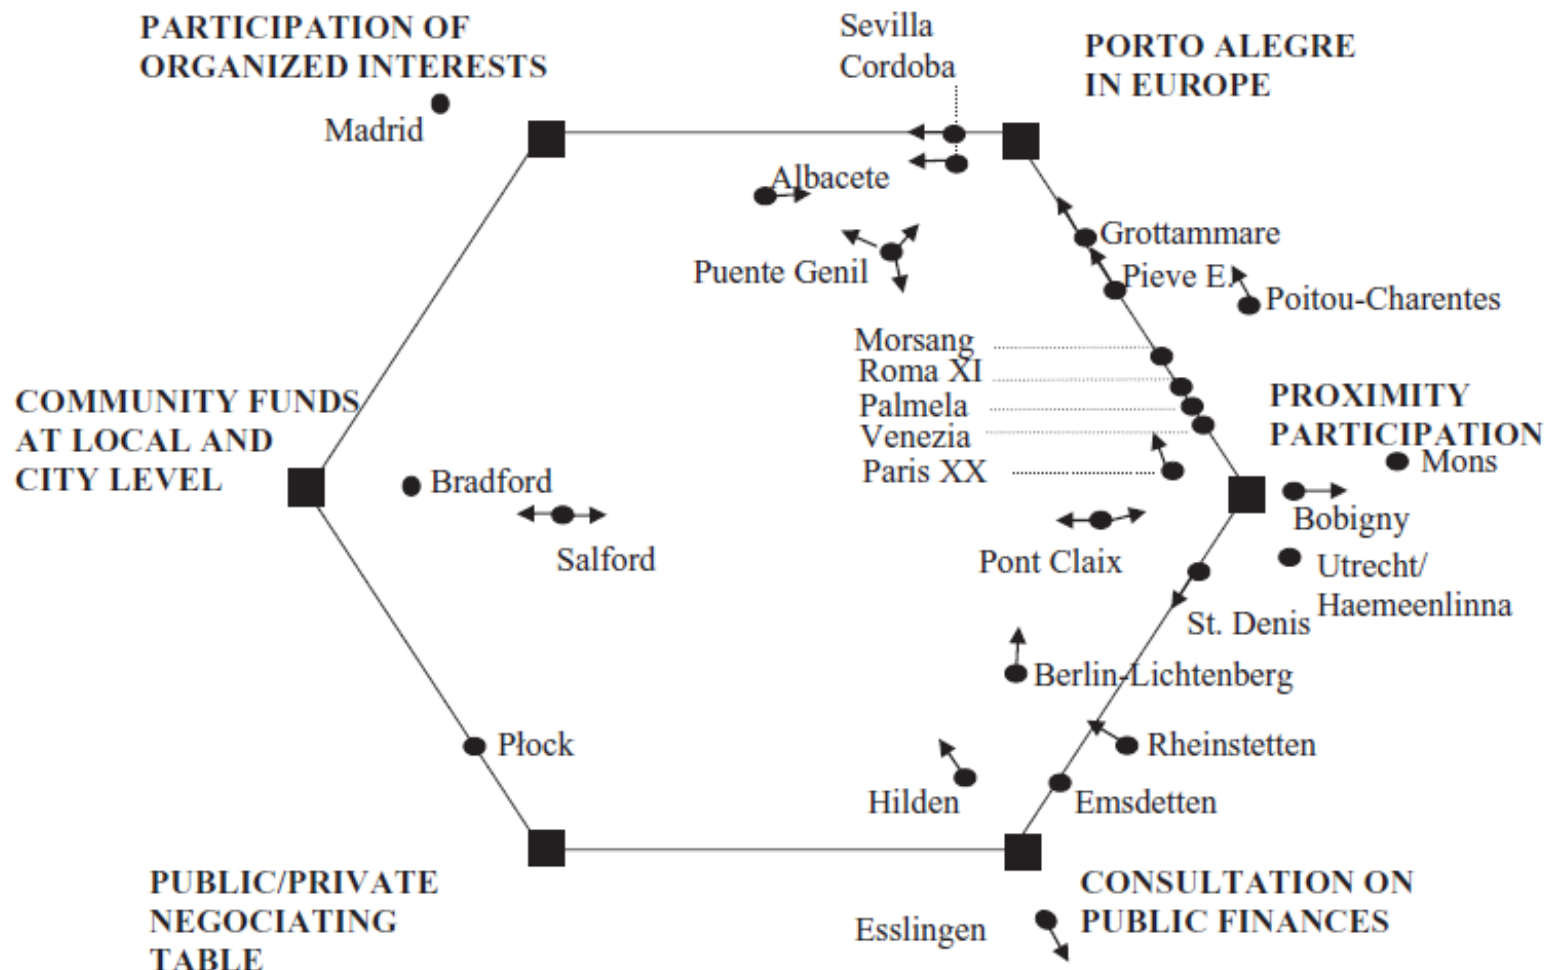 PARTICIPATION OF
ORGANIZED INTERESTS
Madrid
Sevilla
Cordoba
PORTO ALEGRE
IN EUROPE
Albacete
Puente Genil
Grottammare
Pieve E.
Poitou-Charentes
Morsang
Roma XI
Palmela
Venezia
Paris XX
PROXIMITY
PARTICIPATION
Mons
Bobigny
Utrecht/
Haemeenlinna
COMMUNITY FUNDS
AT LOCAL AND
CITY LEVEL
Bradford
Salford
Pont Claix
St. Denis
Berlin-Lichtenberg
Płock
Rheinstetten
Hilden
Emsdetten
PUBLIC/PRIVATE
NEGOCIATING
TABLE
Esslingen
CONSULTATION ON
PUBLIC FINANCES